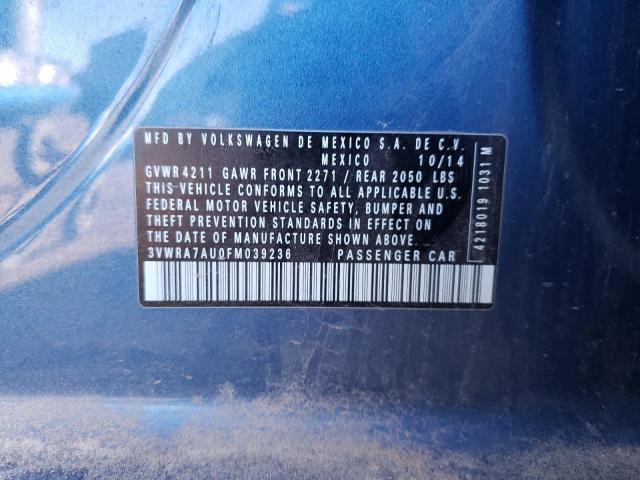 MFD BY VOLKSWAGEN DE MEXICO S.A. DE C.V.
MEXICO 10/14
GVWR 4211 GAWR FRONT 2271 / REAR 2050 LBS
THIS VEHICLE CONFORMS TO ALL APPLICABLE U.S.
FEDERAL MOTOR VEHICLE SAFETY, BUMPER AND
THEFT PREVENTION STANDARDS IN EFFECT ON
THE DATE OF MANUFACTURE SHOWN ABOVE.
3VWRA7AU0FM039236 PASSENGER CAR
4218019 1031 M